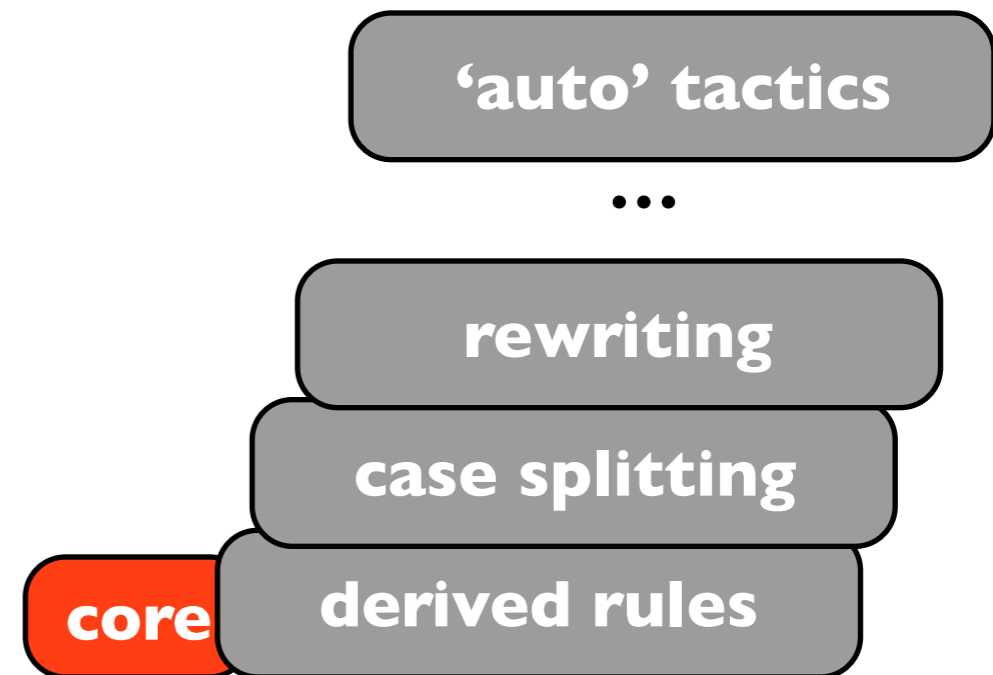 ‘auto’ tactics
...
rewriting
case splitting
core
derived rules